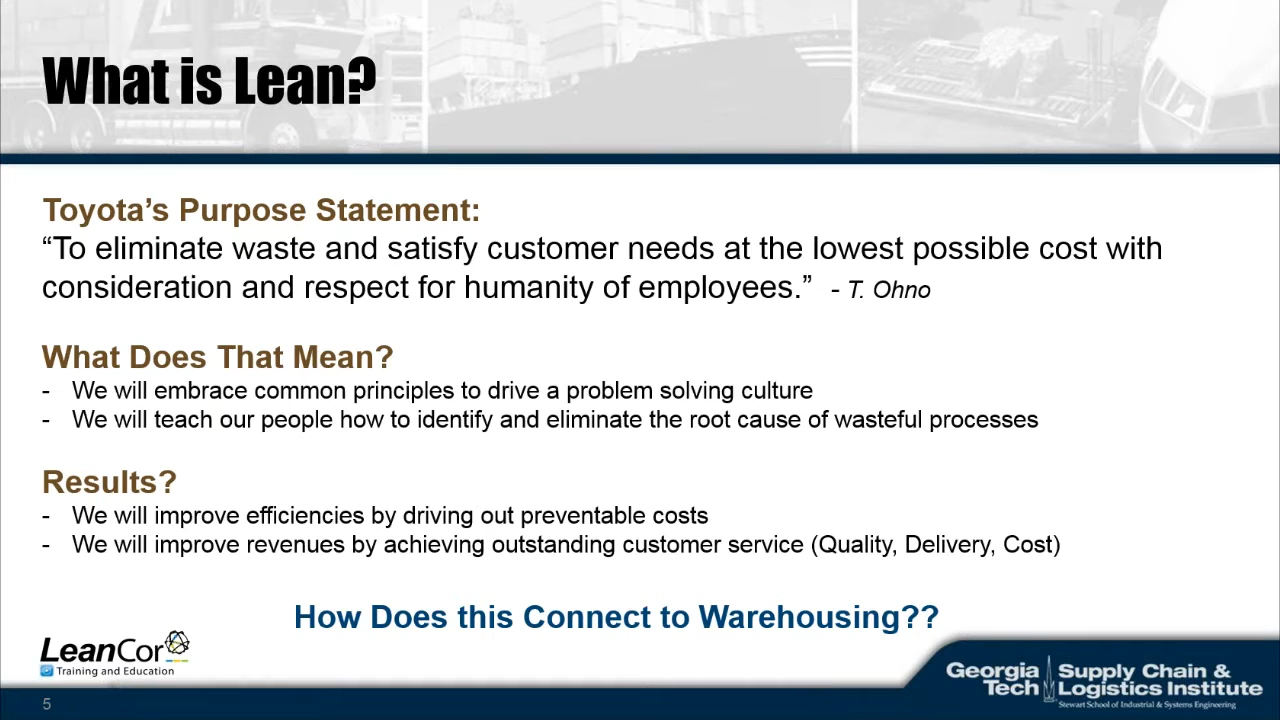 What is Lean?
Toyota’s Purpose Statement:
“To eliminate waste and satisfy customer needs at the lowest possible cost with
consideration and respect for humanity of employees.” - T. Ohno
What Does That Mean?
- We will embrace common principles to drive a problem solving culture
- We will teach our people how to identify and eliminate the root cause of wasteful processes
Results?
- We will improve efficiencies by driving out preventable costs
- We will improve revenues by achieving outstanding customer service (Quality, Delivery, Cost)
How Does this Connect to Warehousing??
LeanCor
Training and Education
Georgia Tech
Supply Chain &
Logistics Institute
Stewart School of Industrial & Systems Engineering
5